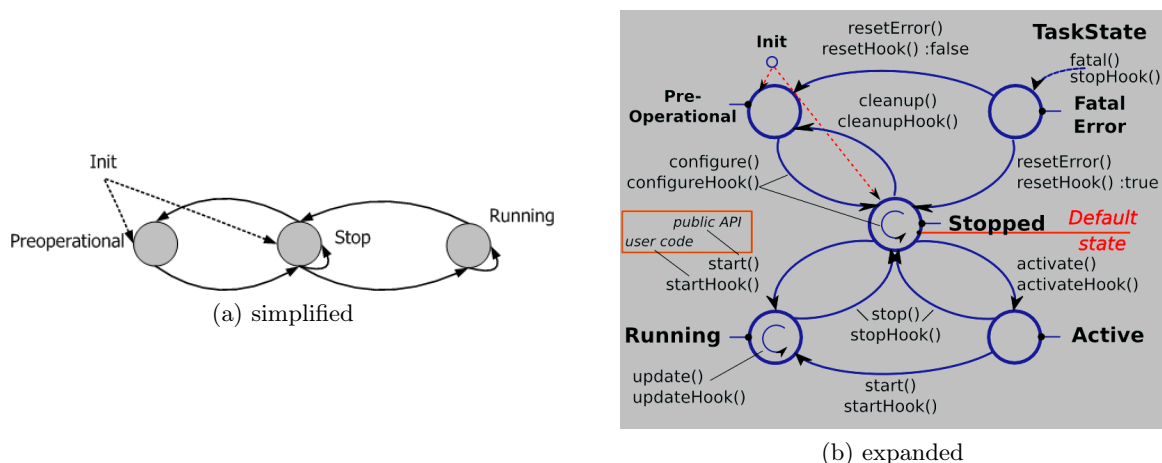 Init
Preoperational
Stop
Running
(a) simplified
TaskState
Init
resetError()
resetHook() :false
fatal()
stopHook()
Pre-
Operational
cleanup()
cleanupHook()
Fatal
Error
configure()
configureHook()
resetError()
resetHook() :true
public API
user code
Stopped
Default
state
start()
startHook()
activate()
activateHook()
stop()
stopHook()
Running
Active
update()
updateHook()
start()
startHook()
(b) expanded